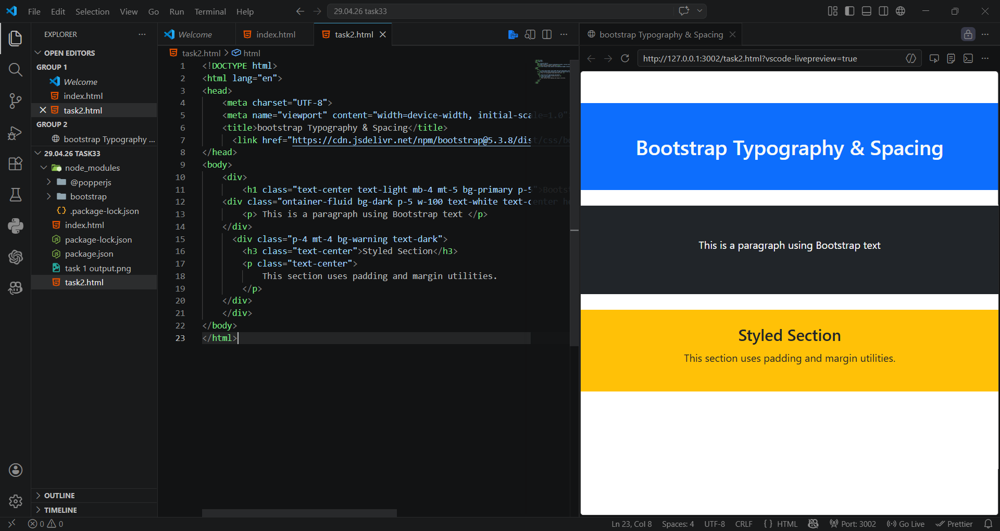 File Edit Selection View Go Run Terminal Help
29.04.26 task33
EXPLORER
OPEN EDITORS
GROUP 1
Welcome
index.html
task2.html
GROUP 2
bootstrap Typography ...
29.04.26 TASK33
node_modules
@popperjs
bootstrap
.package-lock.json
index.html
package-lock.json
package.json
task 1 output.png
task2.html
OUTLINE
TIMELINE
Welcome index.html task2.html
task2.html > html
1 <!DOCTYPE html>
2 <html lang="en">
3 <head>
4 <meta charset="UTF-8">
5 <meta name="viewport" content="width=device-width, initial-scale=1.0"
6 <title>bootstrap Typography & Spacing</title>
7 <link href="https://cdn.jsdelivr.net/npm/bootstrap@5.3.8/dist/css/bo
8 </head>
9 <body>
10 <div>
11 <h1 class="text-center text-light mb-4 mt-5 bg-primary p-5">Boots
12 <div class="ontainer-fluid bg-dark p-5 w-100 text-white text-center h
13 <p> This is a paragraph using Bootstrap text </p>
14 </div>
15 <div class="p-4 mt-4 bg-warning text-dark">
16 <h3 class="text-center">Styled Section</h3>
17 <p class="text-center">
18 This section uses padding and margin utilities.
19 </p>
20 </div>
21 </div>
22 </body>
23 </html>
bootstrap Typography & Spacing
http://127.0.0.1:3002/task2.html?vscode-livepreview=true
Bootstrap Typography & Spacing
This is a paragraph using Bootstrap text
Styled Section
This section uses padding and margin utilities.
0 0 Ln 23, Col 8 Spaces: 4 UTF-8 CRLF {} HTML Port: 3002 Go Live Prettier